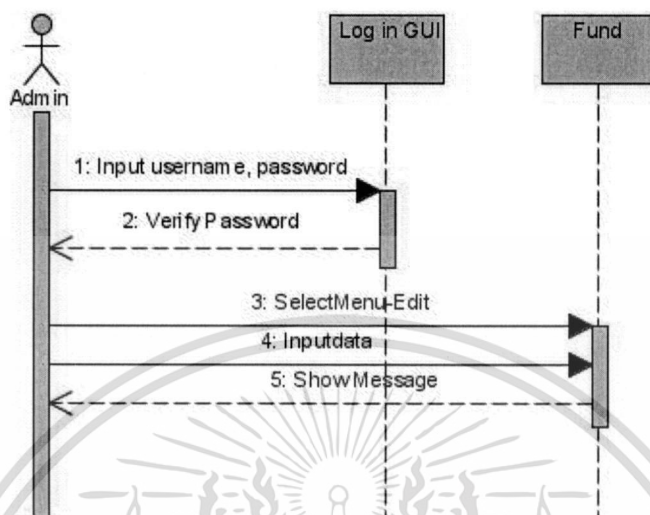 Log in GUI
Fund
Admin
1: Input username, password
2: Verify Password
3: SelectMenu-Edit
4: Inputdata
5: ShowMessage